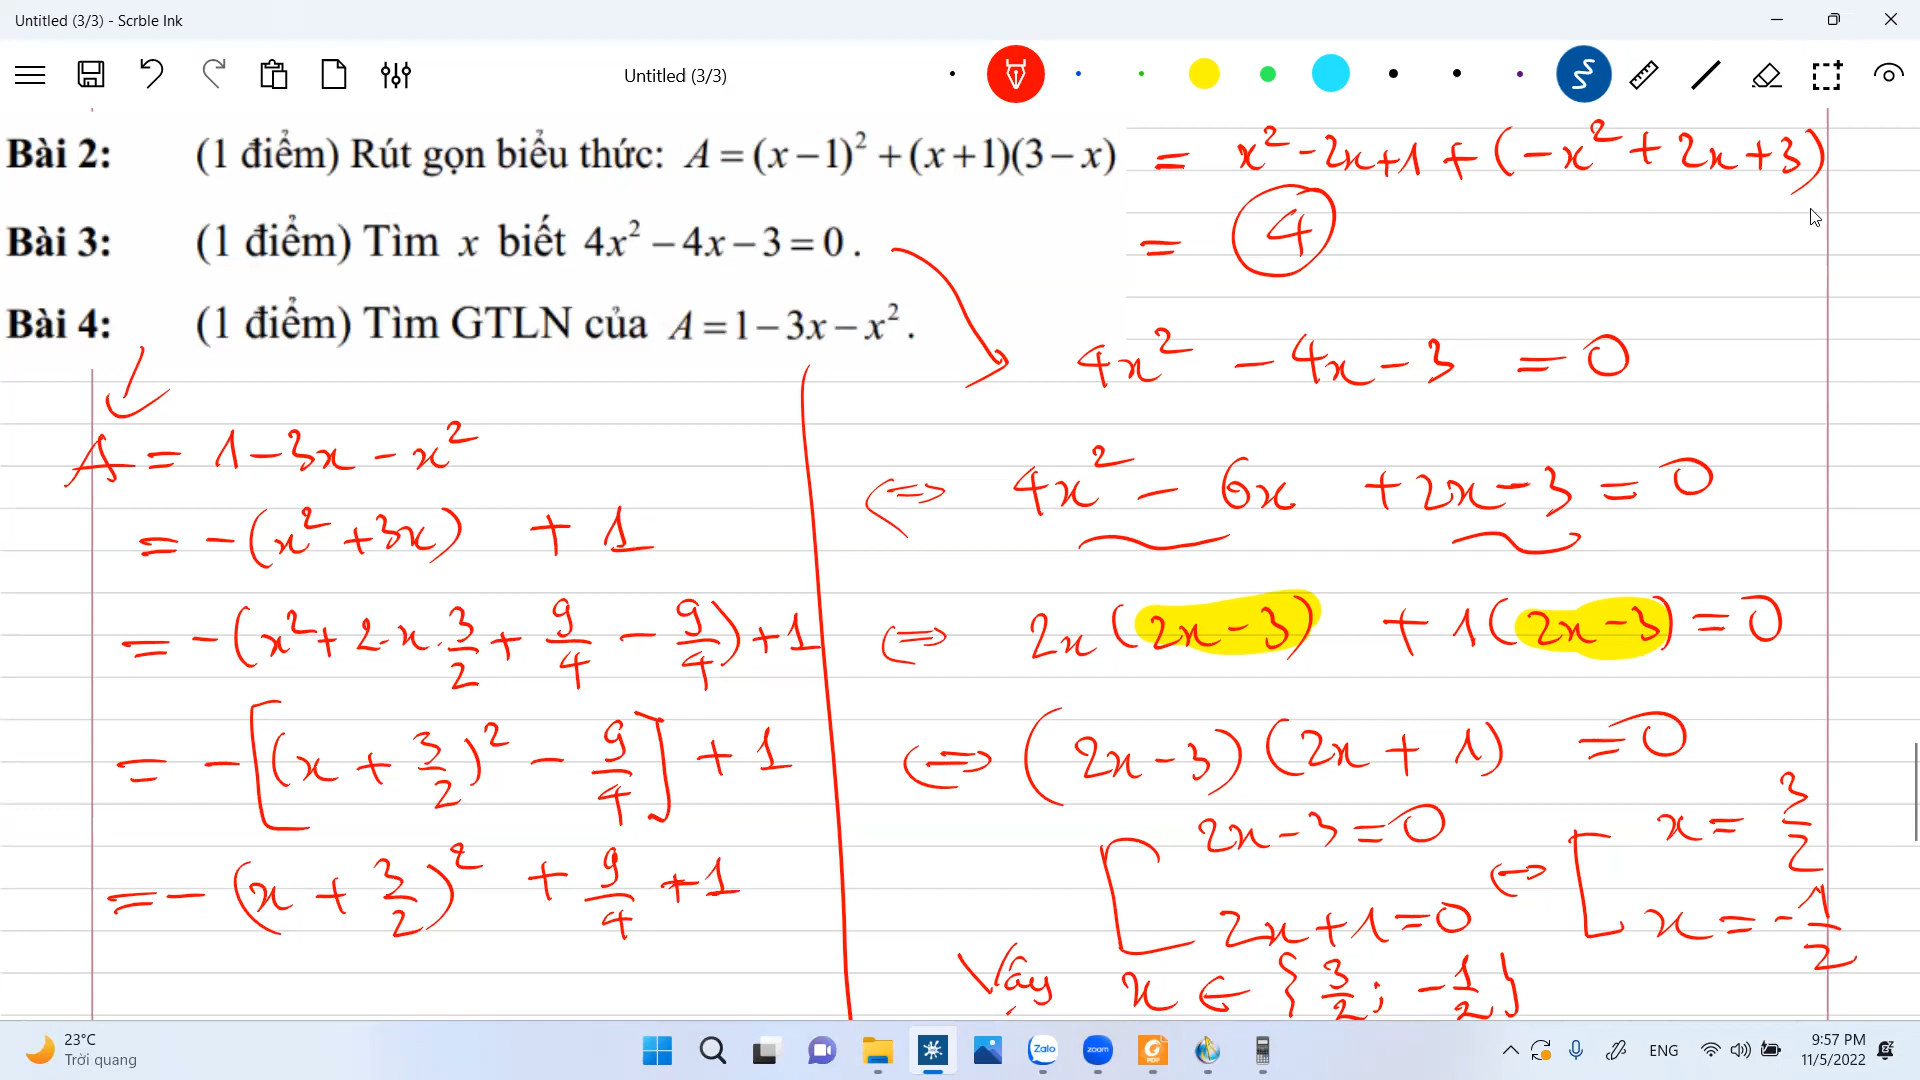 Untitled (3/3) - Scrble Ink
Untitled (3/3)
Bài 2: (1 điểm) Rút gọn biểu thức: A = (x − 1)² + (x + 1)(3 − x)
= x² - 2x + 1 + (-x² + 2x + 3)
= 4
Bài 3: (1 điểm) Tìm x biết 4x² − 4x − 3 = 0.
Bài 4: (1 điểm) Tìm GTLN của A = 1 − 3x − x².
A = 1 - 3x - x²
= -(x² + 3x) + 1
= -(x² + 2·x·3/2 + 9/4 - 9/4) + 1
= -[(x + 3/2)² - 9/4] + 1
= -(x + 3/2)² + 9/4 + 1
4x² - 4x - 3 = 0
⇔ 4x² - 6x + 2x - 3 = 0
⇔ 2x(2x - 3) + 1(2x - 3) = 0
⇔ (2x - 3)(2x + 1) = 0
[ 2x - 3 = 0
2x + 1 = 0
⇔ [ x = 3/2
x = -1/2
Vậy x ∈ {3/2; -1/2}
23°C
Trời quang
Zalo
zoom
PDF
ENG
9:57 PM
11/5/2022